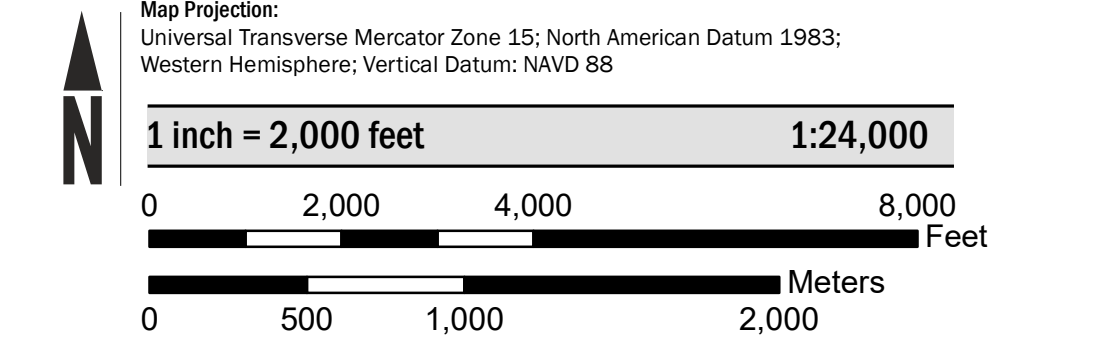 Map Projection:
Universal Transverse Mercator Zone 15; North American Datum 1983;
Western Hemisphere; Vertical Datum: NAVD 88
N
1 inch = 2,000 feet 1:24,000
0 2,000 4,000 8,000
Feet
Meters
0 500 1,000 2,000